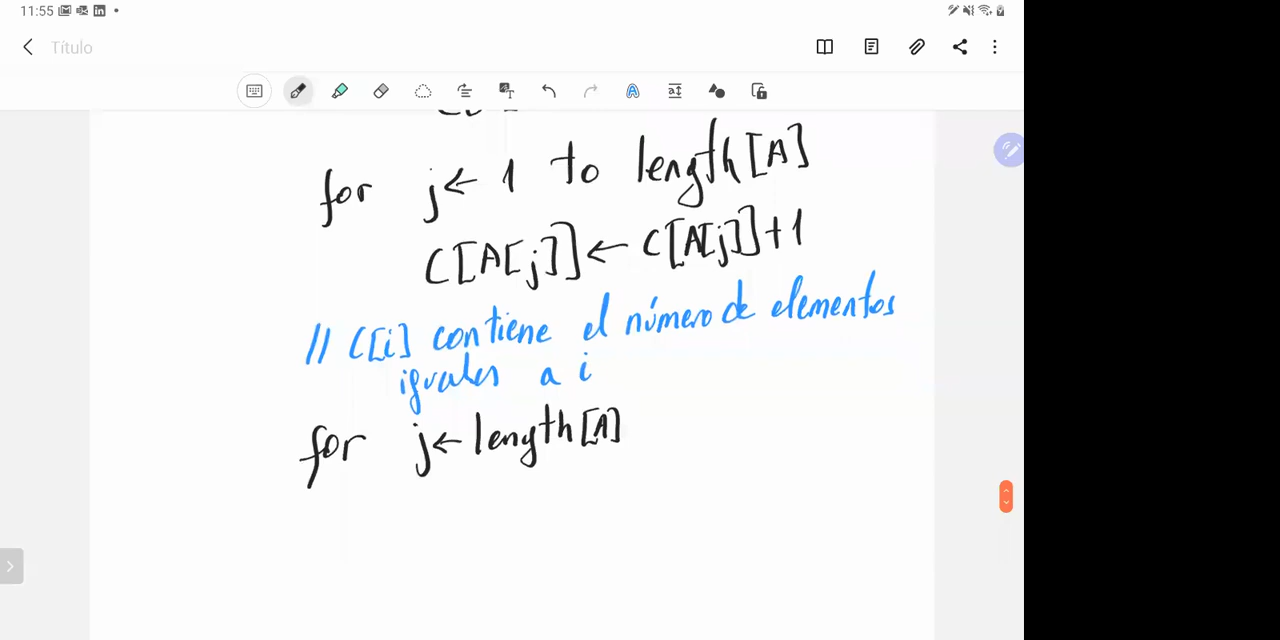 11:55
Título
for j ← 1 to length[A]
C[A[j]] ← C[A[j]]+1
// C[i] contiene el número de elementos
iguales a i
for j ← length[A]